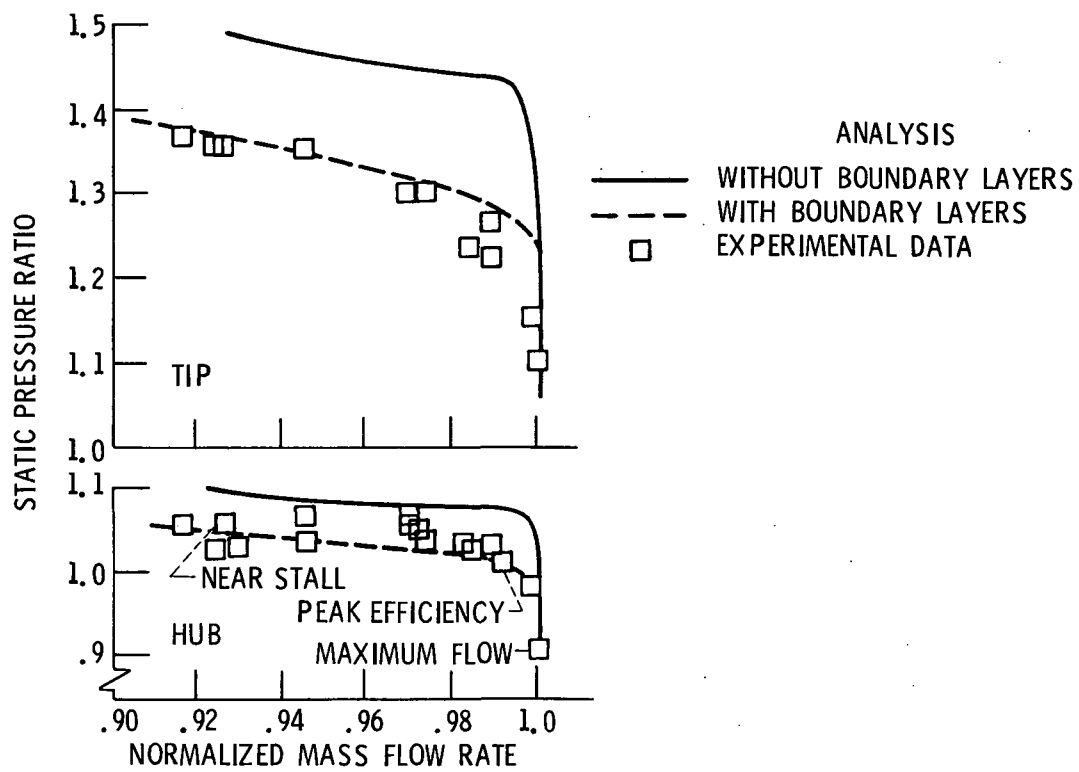 STATIC PRESSURE RATIO
1.5
1.4
1.3
1.2
1.1
1.0
TIP
ANALYSIS
WITHOUT BOUNDARY LAYERS
WITH BOUNDARY LAYERS
EXPERIMENTAL DATA
1.1
1.0
.9
NEAR STALL
PEAK EFFICIENCY
HUB
MAXIMUM FLOW
.90 .92 .94 .96 .98 1.0
NORMALIZED MASS FLOW RATE